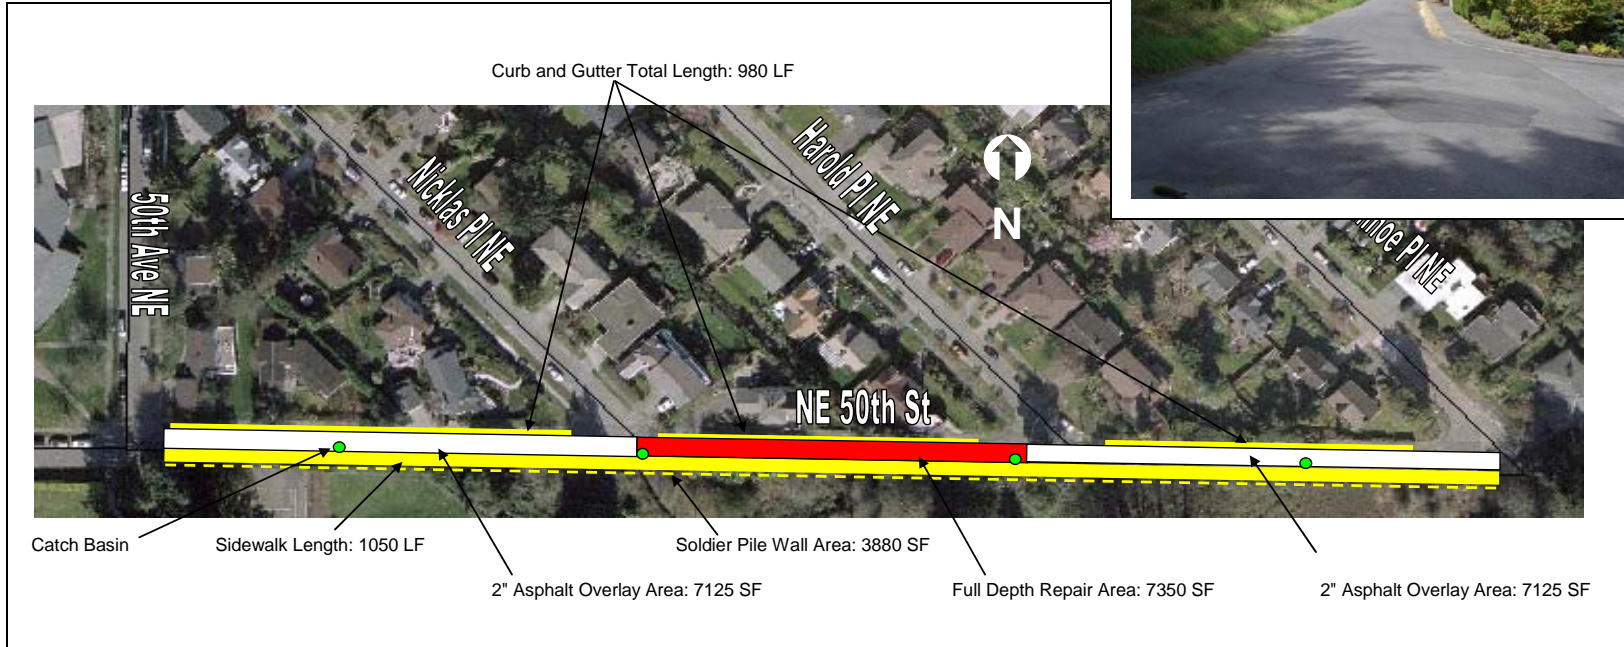 Curb and Gutter Total Length: 980 LF
50th Ave NE
Nicklas Pl NE
Harold Pl NE
N
Pl NE
NE 50th St
Catch Basin
Sidewalk Length: 1050 LF
Soldier Pile Wall Area: 3880 SF
2" Asphalt Overlay Area: 7125 SF
Full Depth Repair Area: 7350 SF
2" Asphalt Overlay Area: 7125 SF